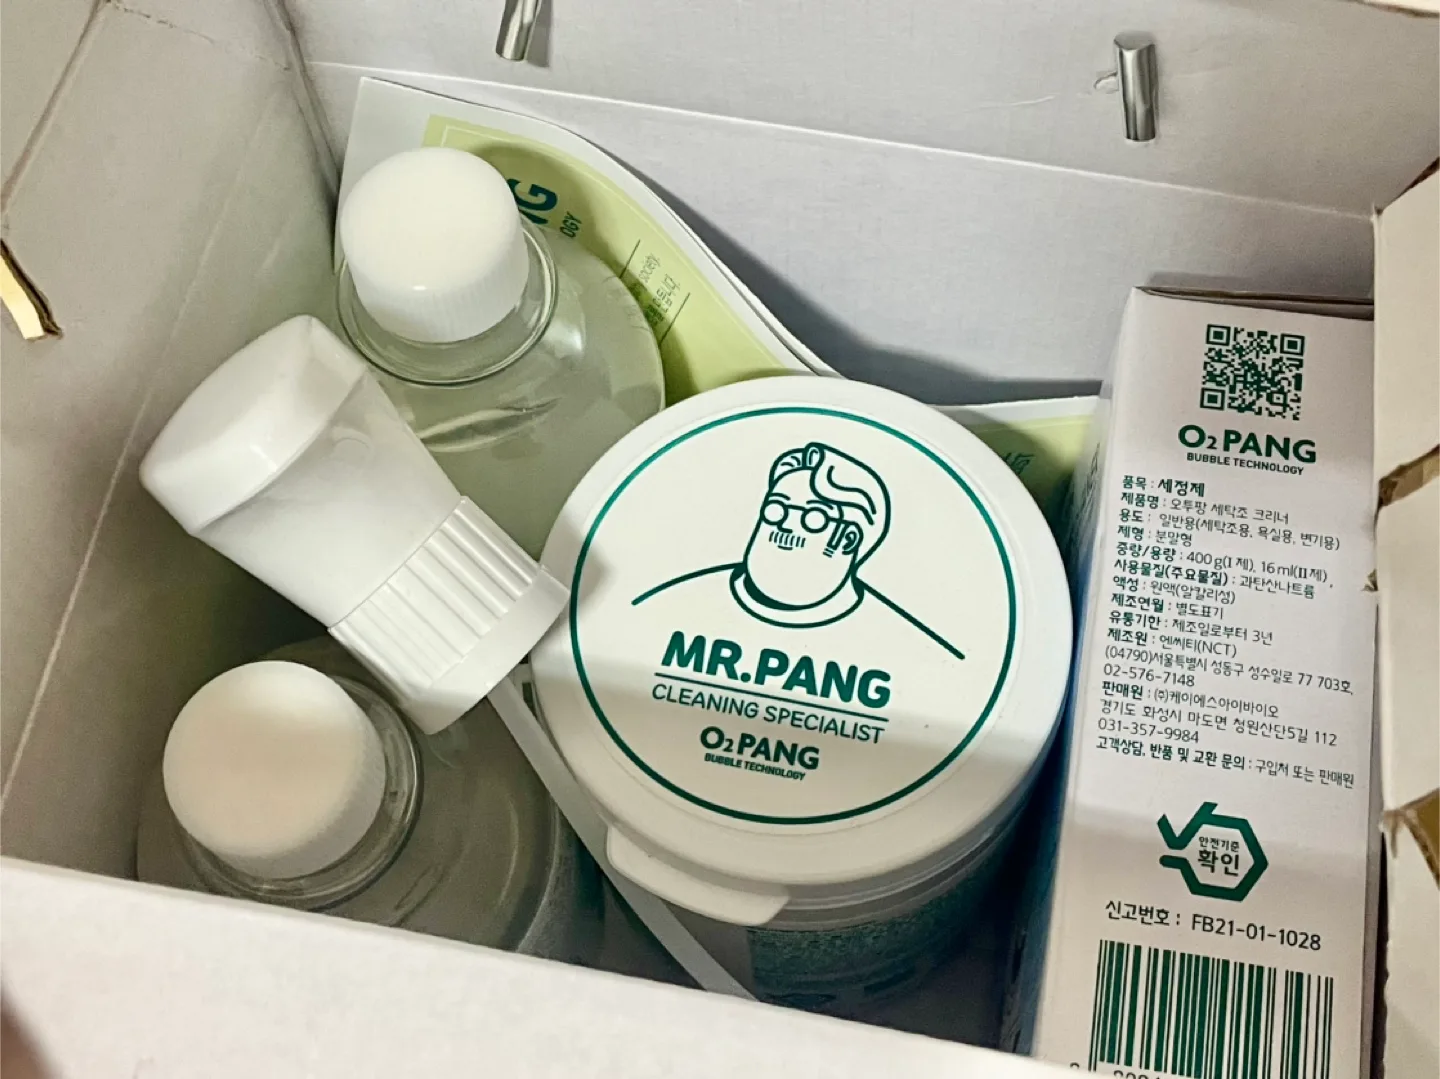 NG
OGY
society
MR.PANG
CLEANING SPECIALIST
O₂PANG
BUBBLE TECHNOLOGY
O₂PANG
BUBBLE TECHNOLOGY
품목 : 세정제
제품명 : 오투팡 세탁조 크리너
용도 : 일반용(세탁조용, 욕실용, 변기용)
제형 : 분말형
중량/용량 : 400g(I제), 16ml(II제)
사용물질(주요물질) : 과탄산나트륨
액성 : 원액(알칼리성)
제조연월 : 별도표기
유통기한 : 제조일로부터 3년
제조원 : 엔씨티(NCT)
(04790)서울특별시 성동구 성수일로 77 703호,
02-576-7148
판매원 : ㈜케이에스아이바이오
경기도 화성시 마도면 청원산단5길 112
031-357-9984
고객상담, 반품 및 교환 문의 : 구입처 또는 판매원
안전기준
확인
신고번호 : FB21-01-1028